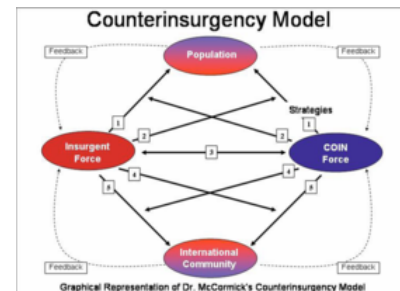 Counterinsurgency Model
Feedback
Population
Feedback
Strategies
1
1
2
2
Insurgent
Force
3
COIN
Force
4
4
5
5
International
Community
Feedback
Feedback
Graphical Representation of Dr. McCormick's Counterinsurgency Model